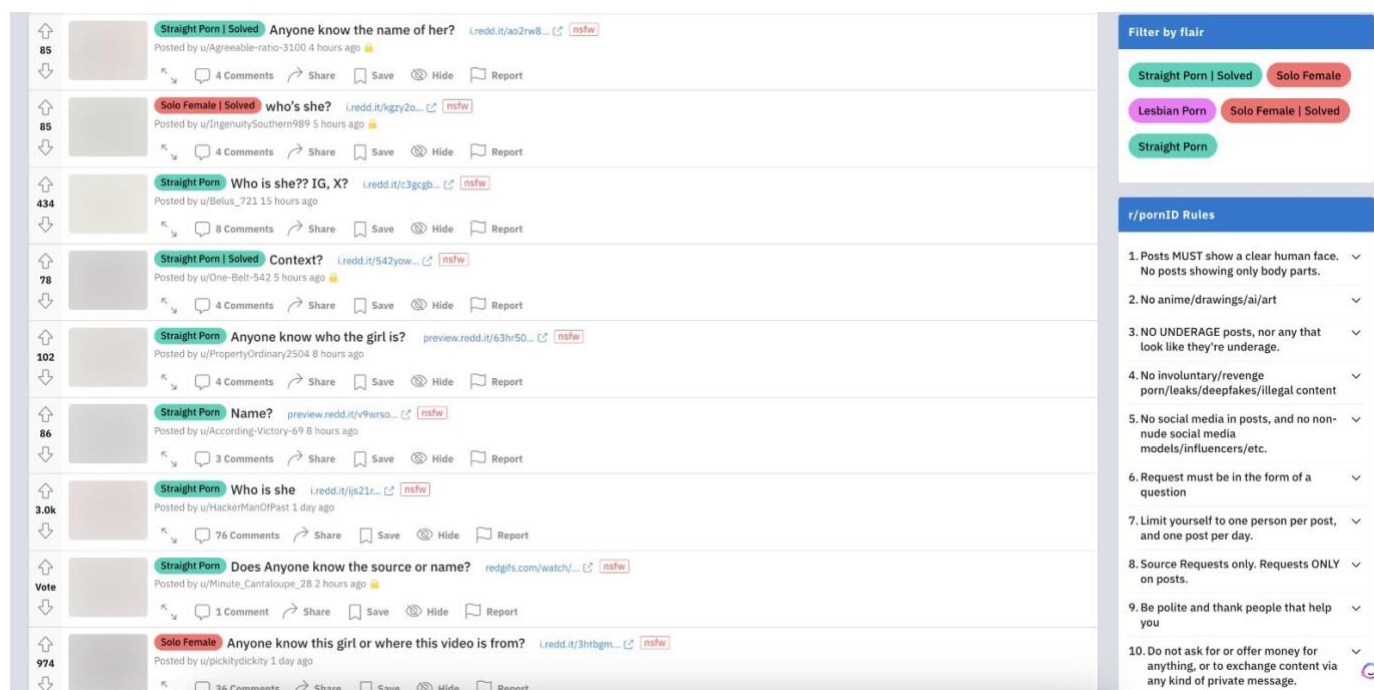 Straight Porn | Solved Anyone know the name of her? i.redd.it/ao2rw8... nsfw
85
Posted by u/Agreeable-ratio-3100 4 hours ago
4 Comments Share Save Hide Report
Solo Female | Solved who's she? i.redd.it/kgzy2o... nsfw
85
Posted by u/IngenuitySouthern989 5 hours ago
4 Comments Share Save Hide Report
Straight Porn Who is she?? IG, X? i.redd.it/c3gcgb... nsfw
434
Posted by u/Belus_721 15 hours ago
8 Comments Share Save Hide Report
Straight Porn | Solved Context? i.redd.it/542yow... nsfw
78
Posted by u/One-Belt-542 5 hours ago
4 Comments Share Save Hide Report
Straight Porn Anyone know who the girl is? preview.redd.it/63hr50... nsfw
102
Posted by u/PropertyOrdinary2504 8 hours ago
4 Comments Share Save Hide Report
Straight Porn Name? preview.redd.it/v9wrso... nsfw
86
Posted by u/According-Victory-69 8 hours ago
3 Comments Share Save Hide Report
Straight Porn Who is she i.redd.it/ijs21r... nsfw
3.0k
Posted by u/HackerManOfPast 1 day ago
76 Comments Share Save Hide Report
Straight Porn Does Anyone know the source or name? redgifs.com/watch/... nsfw
Vote
Posted by u/Minute_Cantaloupe_28 2 hours ago
1 Comment Share Save Hide Report
Solo Female Anyone know this girl or where this video is from? i.redd.it/3htbgm... nsfw
974
Posted by u/pickitydickity 1 day ago
36 Comments Share Save Hide Report
Filter by flair
Straight Porn | Solved Solo Female
Lesbian Porn Solo Female | Solved
Straight Porn
r/pornID Rules
1. Posts MUST show a clear human face.
No posts showing only body parts.
2. No anime/drawings/ai/art
3. NO UNDERAGE posts, nor any that
look like they're underage.
4. No involuntary/revenge
porn/leaks/deepfakes/illegal content
5. No social media in posts, and no non-
nude social media
models/influencers/etc.
6. Request must be in the form of a
question
7. Limit yourself to one person per post,
and one post per day.
8. Source Requests only. Requests ONLY
on posts.
9. Be polite and thank people that help
you
10. Do not ask for or offer money for
anything, or to exchange content via
any kind of private message.